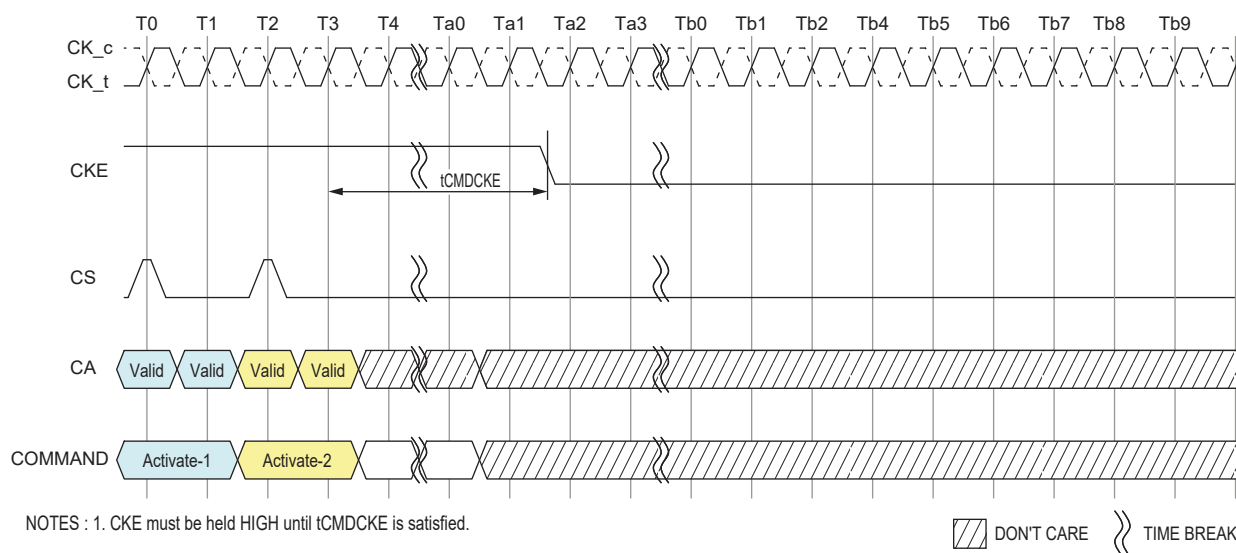 T0 T1 T2 T3 T4 Ta0 Ta1 Ta2 Ta3 Tb0 Tb1 Tb2 Tb4 Tb5 Tb6 Tb7 Tb8 Tb9
CK_c
CK_t
CKE
tCMDCKE
CS
CA Valid Valid Valid Valid
COMMAND Activate-1 Activate-2
NOTES : 1. CKE must be held HIGH until tCMDCKE is satisfied.
DON'T CARE TIME BREAK